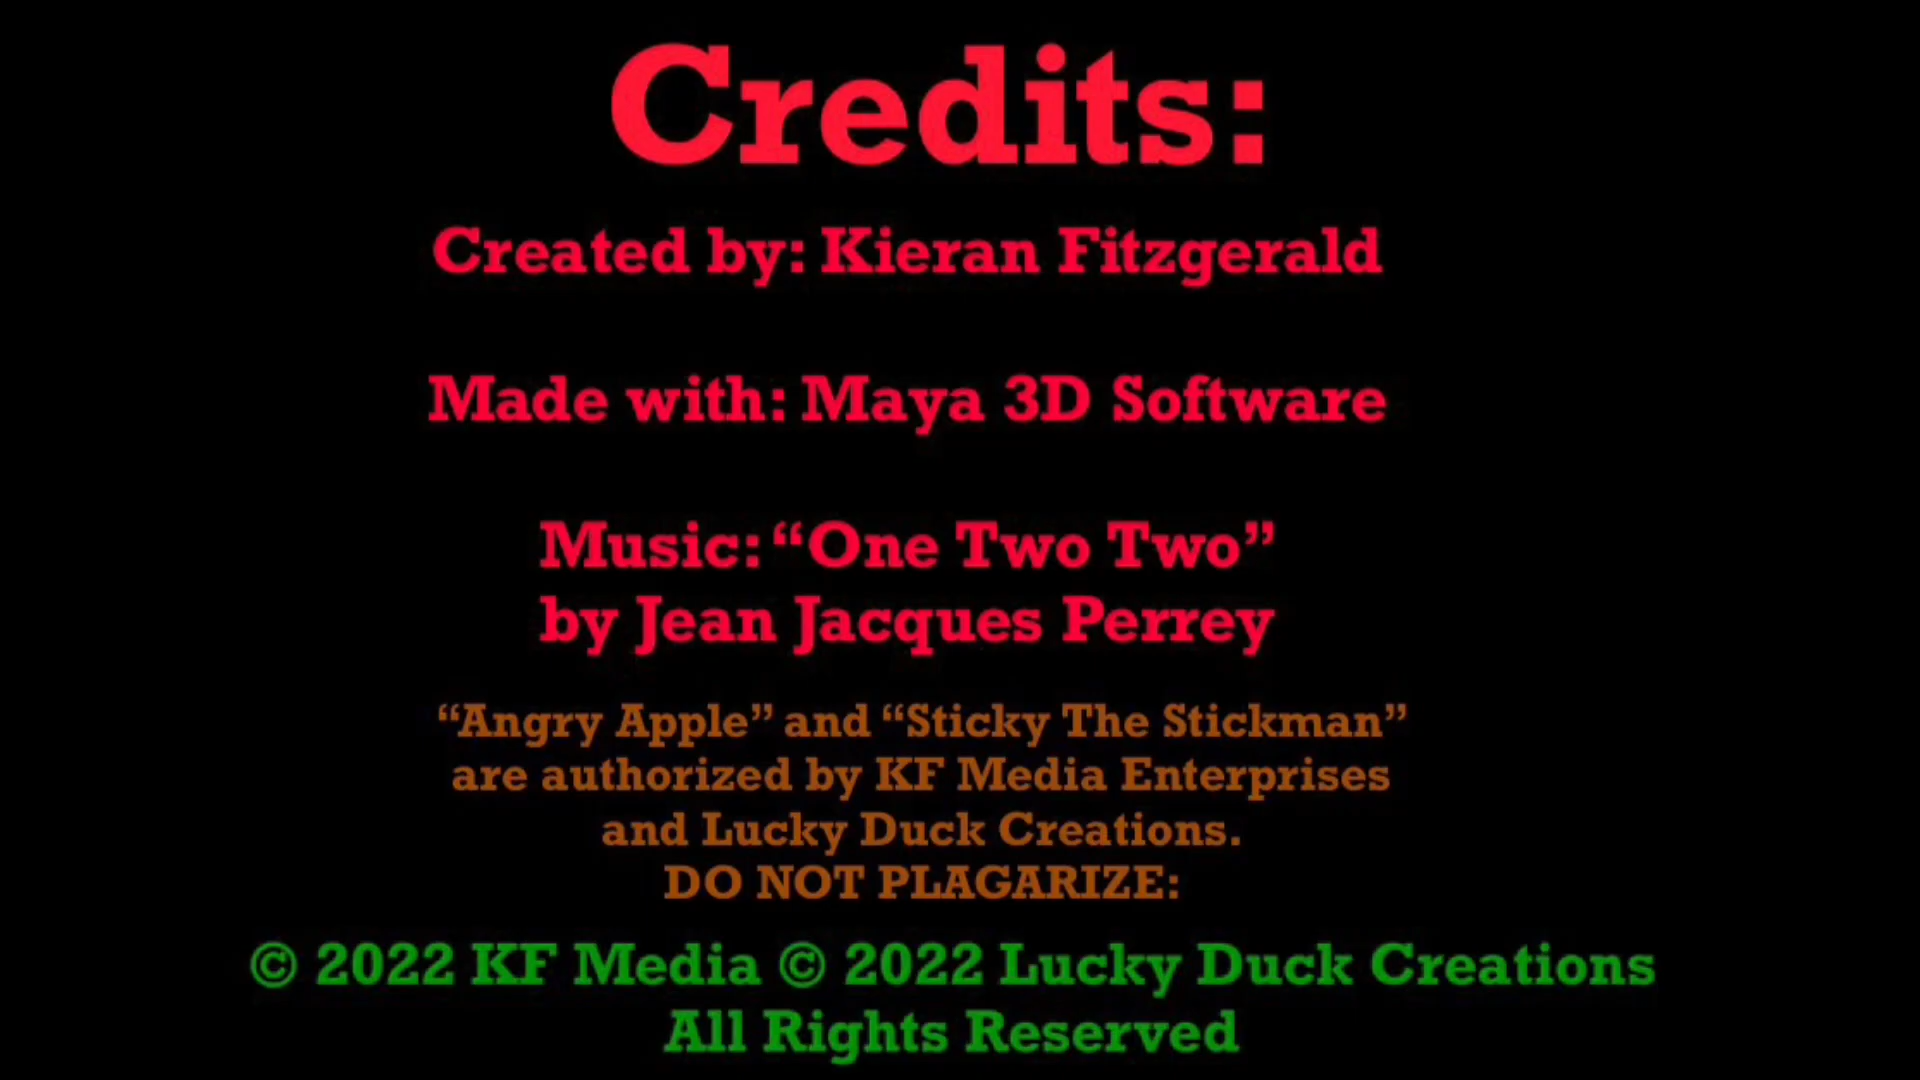 Credits:
Created by: Kieran Fitzgerald
Made with: Maya 3D Software
Music: “One Two Two”
by Jean Jacques Perrey
“Angry Apple” and “Sticky The Stickman”
are authorized by KF Media Enterprises
and Lucky Duck Creations.
DO NOT PLAGARIZE:
© 2022 KF Media © 2022 Lucky Duck Creations
All Rights Reserved